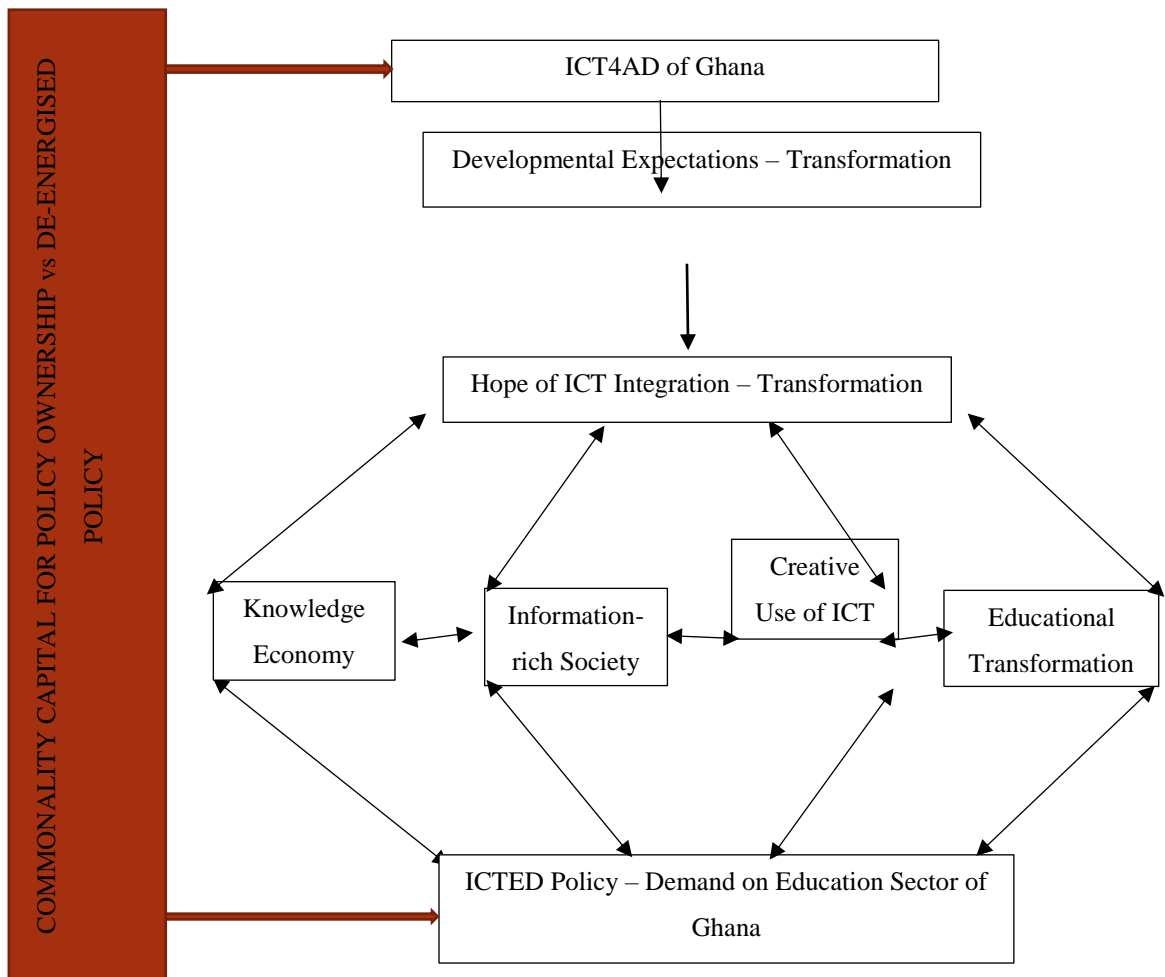 COMMONALITY CAPITAL FOR POLICY OWNERSHIP vs DE-ENERGISED
POLICY
ICT4AD of Ghana
Developmental Expectations – Transformation
Hope of ICT Integration – Transformation
Knowledge
Economy
Information-
rich Society
Creative
Use of ICT
Educational
Transformation
ICTED Policy – Demand on Education Sector of
Ghana